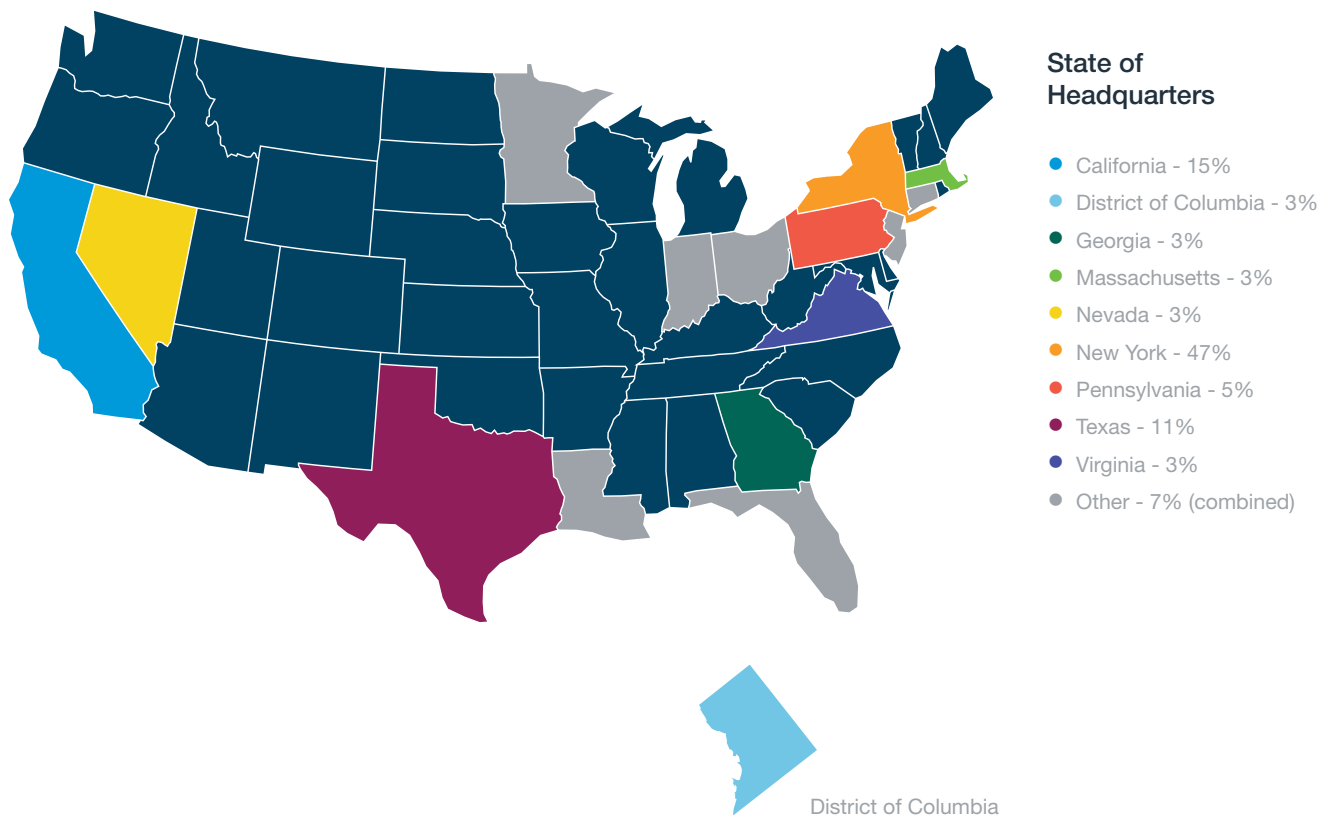 State of
Headquarters
California - 15%
District of Columbia - 3%
Georgia - 3%
Massachusetts - 3%
Nevada - 3%
New York - 47%
Pennsylvania - 5%
Texas - 11%
Virginia - 3%
Other - 7% (combined)
District of Columbia